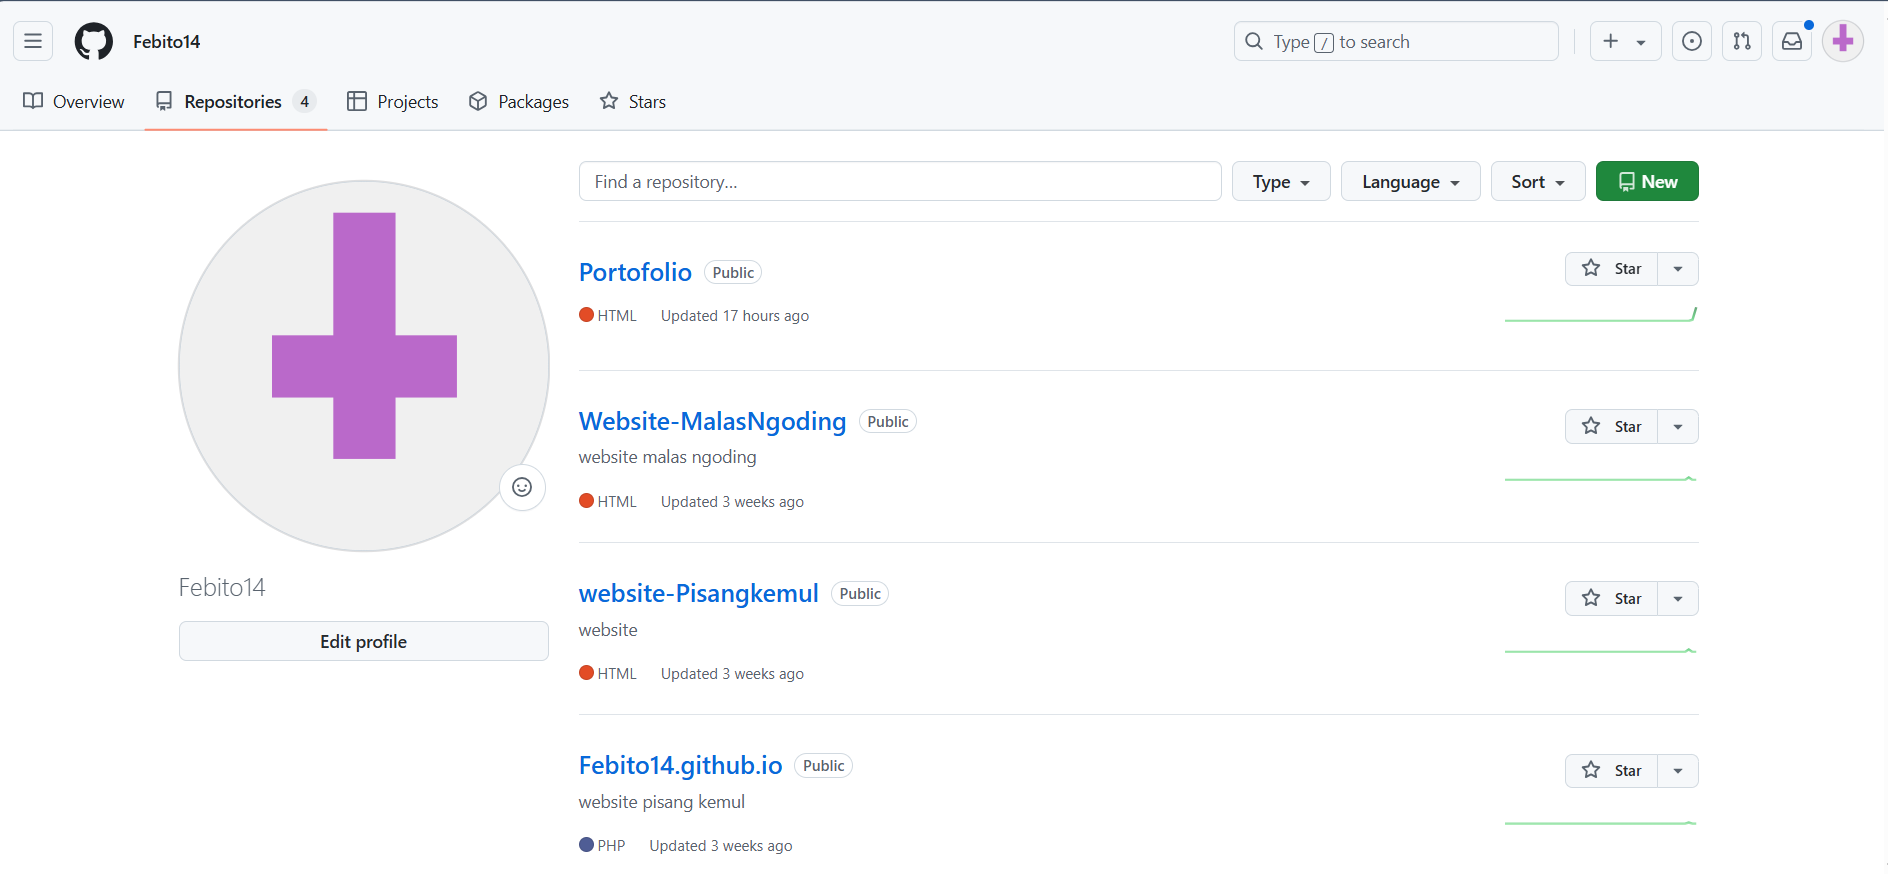 Febito14
Type / to search
Overview
Repositories 4
Projects
Packages
Stars
Find a repository...
Type
Language
Sort
New
Portofolio Public
Star
HTML Updated 17 hours ago
Website-MalasNgoding Public
Star
website malas ngoding
HTML Updated 3 weeks ago
Febito14
Edit profile
website-Pisangkemul Public
Star
website
HTML Updated 3 weeks ago
Febito14.github.io Public
Star
website pisang kemul
PHP Updated 3 weeks ago